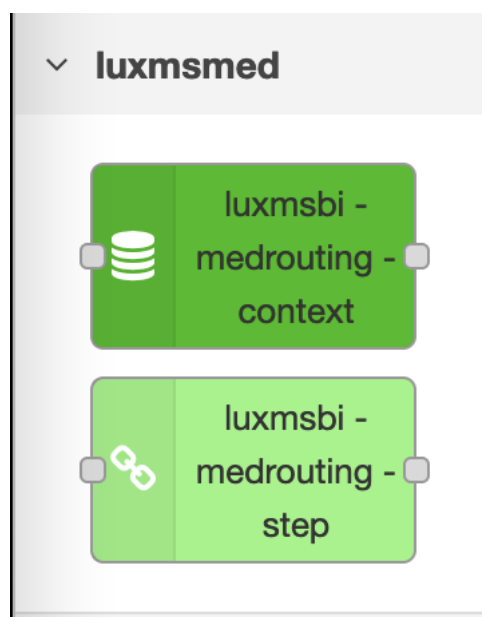 luxmsmed
luxmsbi -
medrouting -
context
luxmsbi -
medrouting -
step